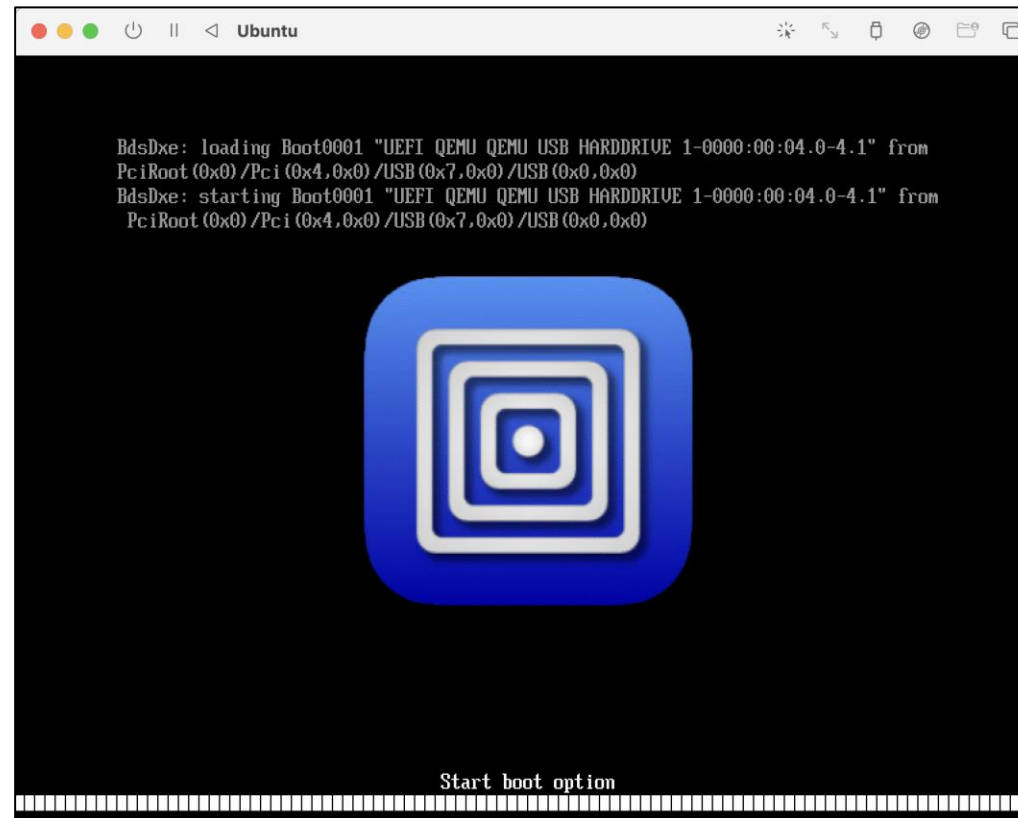 Ubuntu
BdsDxe: loading Boot0001 "UEFI QEMU QEMU USB HARDDRIVE 1-0000:00:04.0-4.1" from
PciRoot(0x0)/Pci(0x4,0x0)/USB(0x7,0x0)/USB(0x0,0x0)
BdsDxe: starting Boot0001 "UEFI QEMU QEMU USB HARDDRIVE 1-0000:00:04.0-4.1" from
PciRoot(0x0)/Pci(0x4,0x0)/USB(0x7,0x0)/USB(0x0,0x0)
Start boot option